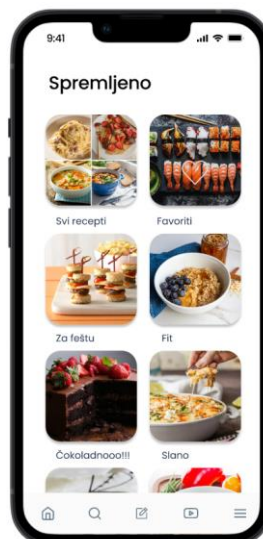 9:41
Spremljeno
Svi recepti
Favoriti
Za feštu
Fit
Čokoladnooo!!!
Slano